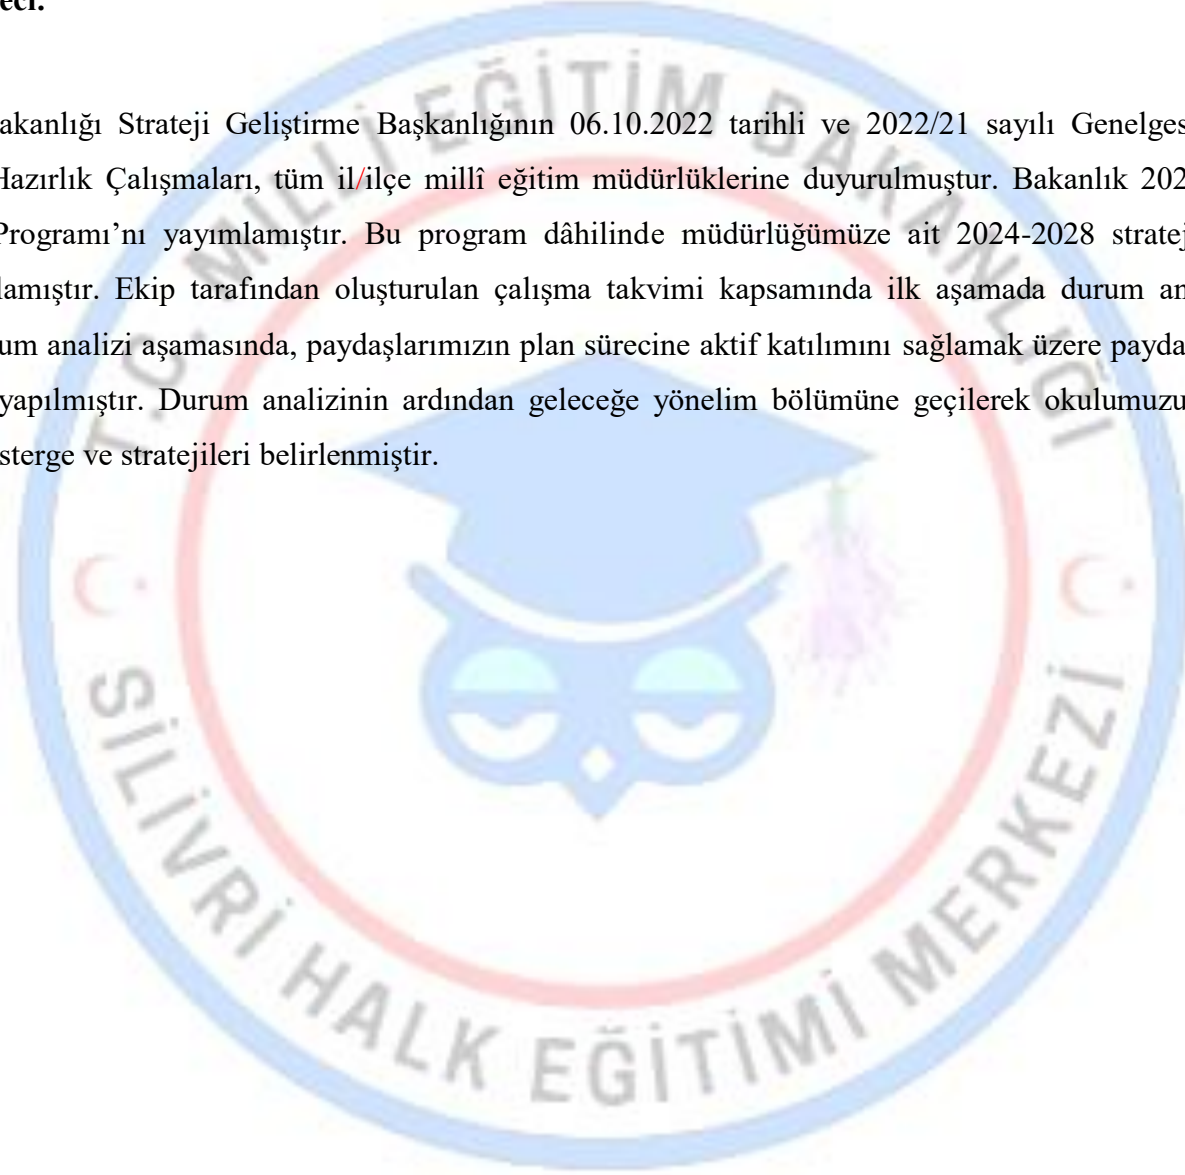 eci.
akanlığı Strateji Geliştirme Başkanlığının 06.10.2022 tarihli ve 2022/21 sayılı Genelges
Hazırlık Çalışmaları, tüm il/ilçe millî eğitim müdürlüklerine duyurulmuştur. Bakanlık 202
Programı’nı yayımlamıştır. Bu program dâhilinde müdürlüğümüze ait 2024-2028 stratej
lamıştır. Ekip tarafından oluşturulan çalışma takvimi kapsamında ilk aşamada durum an
um analizi aşamasında, paydaşlarımızın plan sürecine aktif katılımını sağlamak üzere payda
yapılmıştır. Durum analizinin ardından geleceğe yönelim bölümüne geçilerek okulumuzu
sterge ve stratejileri belirlenmiştir.
T.C. MİLLİ EĞİTİM BAKANLIĞI
SİLİVRİ HALK EĞİTİMİ MERKEZİ